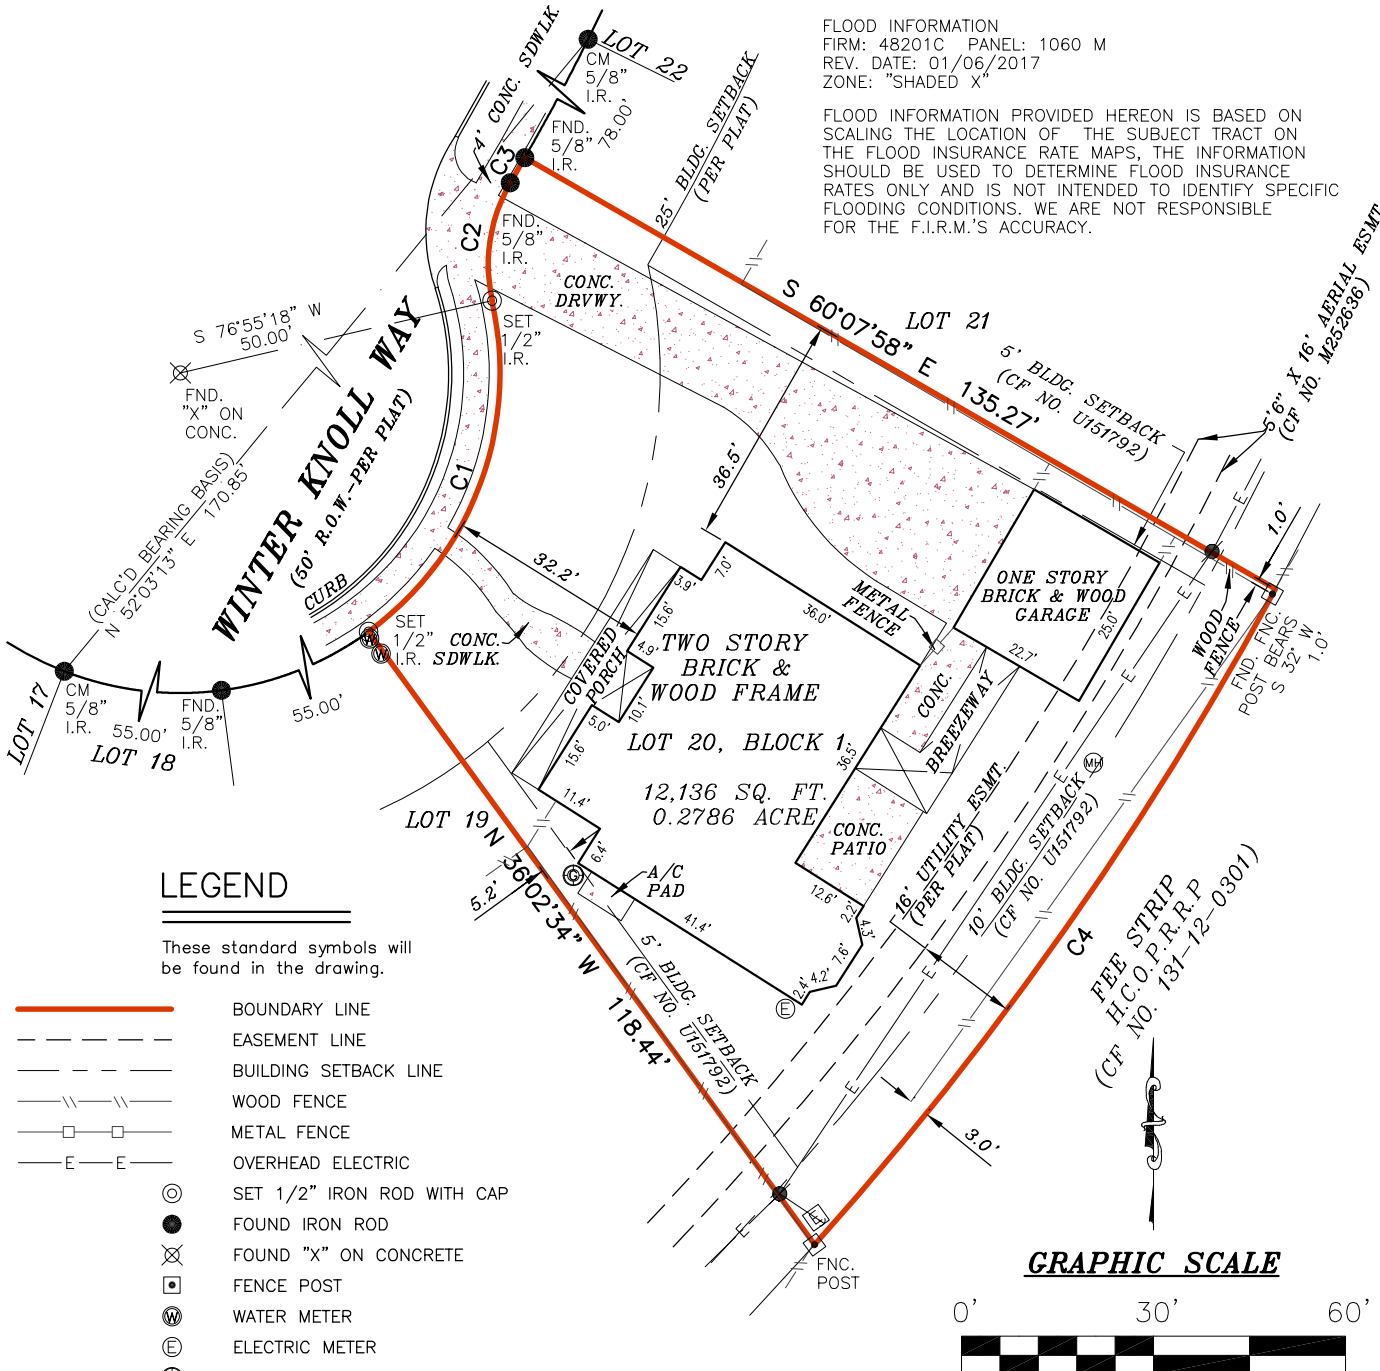 FLOOD INFORMATION
FIRM: 48201C PANEL: 1060 M
REV. DATE: 01/06/2017
ZONE: "SHADED X"
FLOOD INFORMATION PROVIDED HEREON IS BASED ON
SCALING THE LOCATION OF THE SUBJECT TRACT ON
THE FLOOD INSURANCE RATE MAPS, THE INFORMATION
SHOULD BE USED TO DETERMINE FLOOD INSURANCE
RATES ONLY AND IS NOT INTENDED TO IDENTIFY SPECIFIC
FLOODING CONDITIONS. WE ARE NOT RESPONSIBLE
FOR THE F.I.R.M.'S ACCURACY.
LOT 22
CM
5/8"
I.R.
78.00'
4' CONC. SDWLK.
FND.
5/8"
I.R.
C3
C2
FND.
5/8"
I.R.
25' BLDG. SETBACK
(PER PLAT)
CONC.
DRVWY.
S 60°07'58" E 135.27'
LOT 21
5' BLDG. SETBACK
(CF NO. U151792)
5'6" X 16' AERIAL ESMT
(CF NO. M252636)
S 76°55'18" W
50.00'
SET
1/2"
I.R.
FND.
"X" ON
CONC.
WINTER KNOLL WAY
(50' R.O.W.-PER PLAT)
(CALC'D BEARING BASIS)
N 52°03'13" E 170.85'
CURB
C1
36.5'
32.2'
1.0'
ONE STORY
BRICK & WOOD
GARAGE
25.0'
22.7'
METAL
FENCE
WOOD
FENCE
FND. FNC.
POST BEARS
S 32° W
1.0'
SET
1/2"
I.R.
CONC.
SDWLK.
COVERED
PORCH
3.9'
7.0'
15.6'
36.0'
4.9'
10.1'
5.0'
15.6'
11.4'
6.4'
41.4'
36.5'
12.6'
2.2'
4.3'
7.6'
4.2'
2.4'
TWO STORY
BRICK &
WOOD FRAME
LOT 20, BLOCK 1
12,136 SQ. FT.
0.2786 ACRE
CONC.
BREEZEWAY
CONC.
PATIO
A/C
PAD
G
E
MH
W
W
LOT 17
CM
5/8"
I.R.
55.00'
LOT 18
FND.
5/8"
I.R.
55.00'
LOT 19
N 36°02'34" W 118.44'
5.2'
5' BLDG. SETBACK
(CF NO. U151792)
16' UTILITY ESMT.
(PER PLAT)
10' BLDG. SETBACK
(CF NO. U151792)
E
E
E
E
E
E
C4
FEE STRIP
H.C.O.P.R.R.P
(CF NO. 131-12-0301)
3.0'
FNC.
POST
LEGEND
These standard symbols will
be found in the drawing.
BOUNDARY LINE
EASEMENT LINE
BUILDING SETBACK LINE
WOOD FENCE
METAL FENCE
E E OVERHEAD ELECTRIC
SET 1/2" IRON ROD WITH CAP
FOUND IRON ROD
FOUND "X" ON CONCRETE
FENCE POST
W WATER METER
E ELECTRIC METER
GRAPHIC SCALE
0' 30' 60'